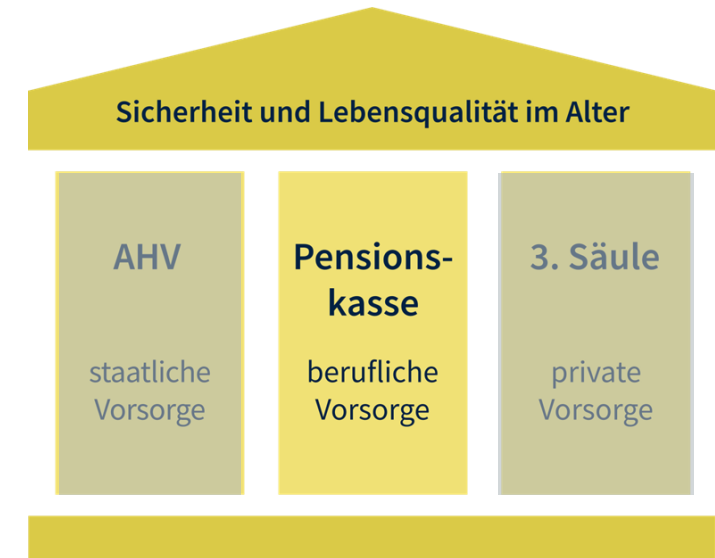 Sicherheit und Lebensqualität im Alter
AHV
staatliche
Vorsorge
Pensions-
kasse
berufliche
Vorsorge
3. Säule
private
Vorsorge